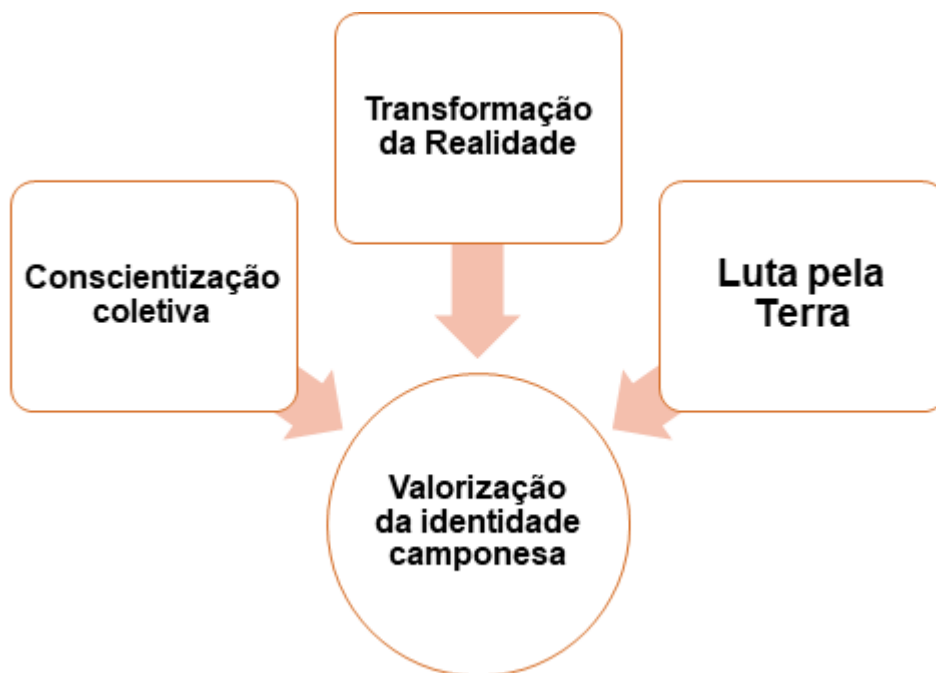 Transformação
da Realidade
Conscientização
coletiva
Luta pela
Terra
Valorização
da identidade
camponesa